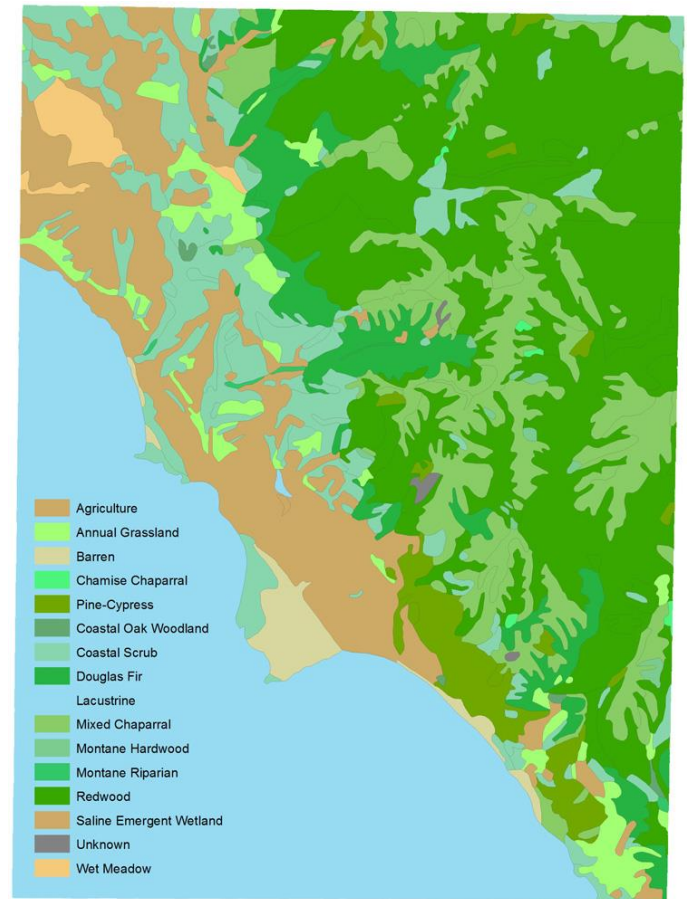 Agriculture
Annual Grassland
Barren
Chamise Chaparral
Pine-Cypress
Coastal Oak Woodland
Coastal Scrub
Douglas Fir
Lacustrine
Mixed Chaparral
Montane Hardwood
Montane Riparian
Redwood
Saline Emergent Wetland
Unknown
Wet Meadow